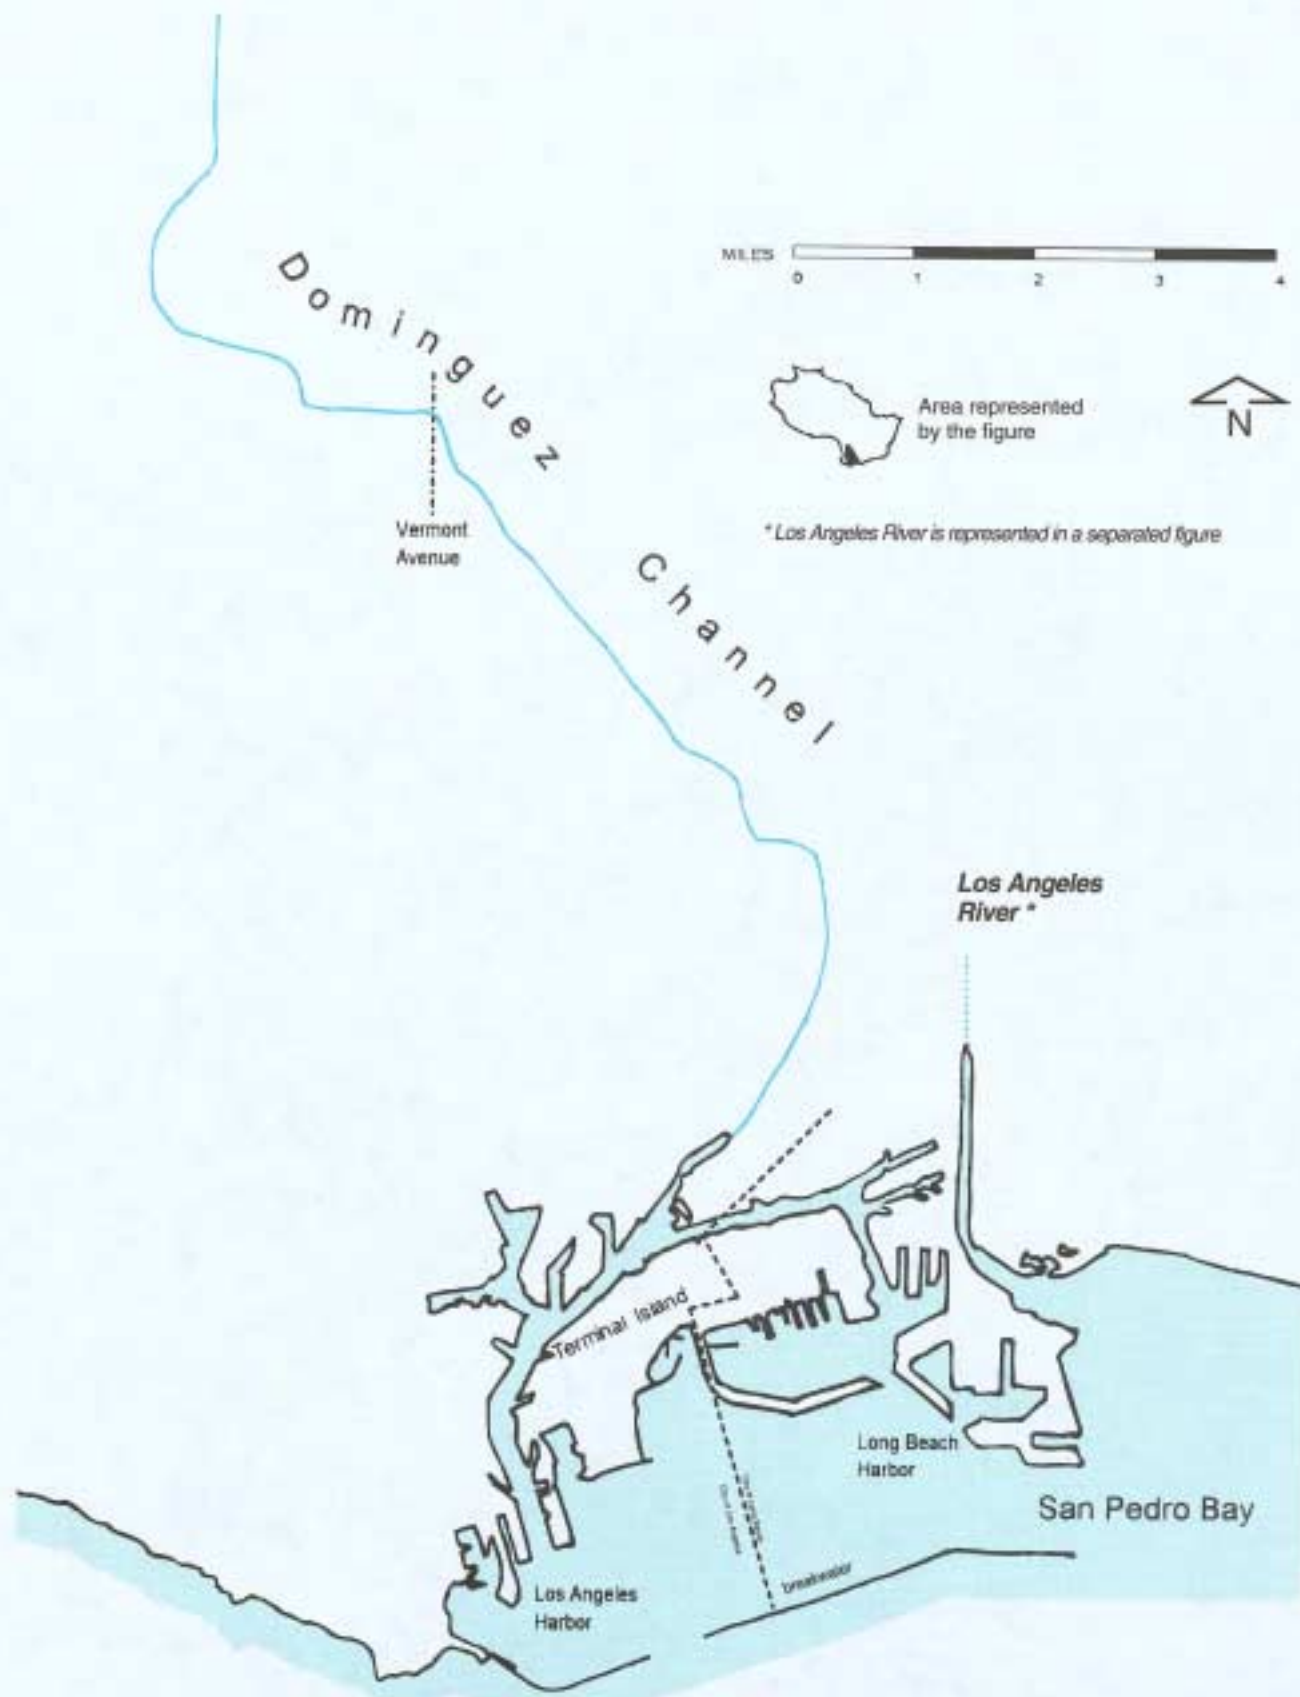 Dominguez
Channel
MILES
0 1 2 3 4
Area represented
by the figure
N
* Los Angeles River is represented in a separated figure
Vermont
Avenue
Los Angeles
River *
Terminal Island
Long Beach
Harbor
San Pedro Bay
breakwater
Los Angeles
Harbor